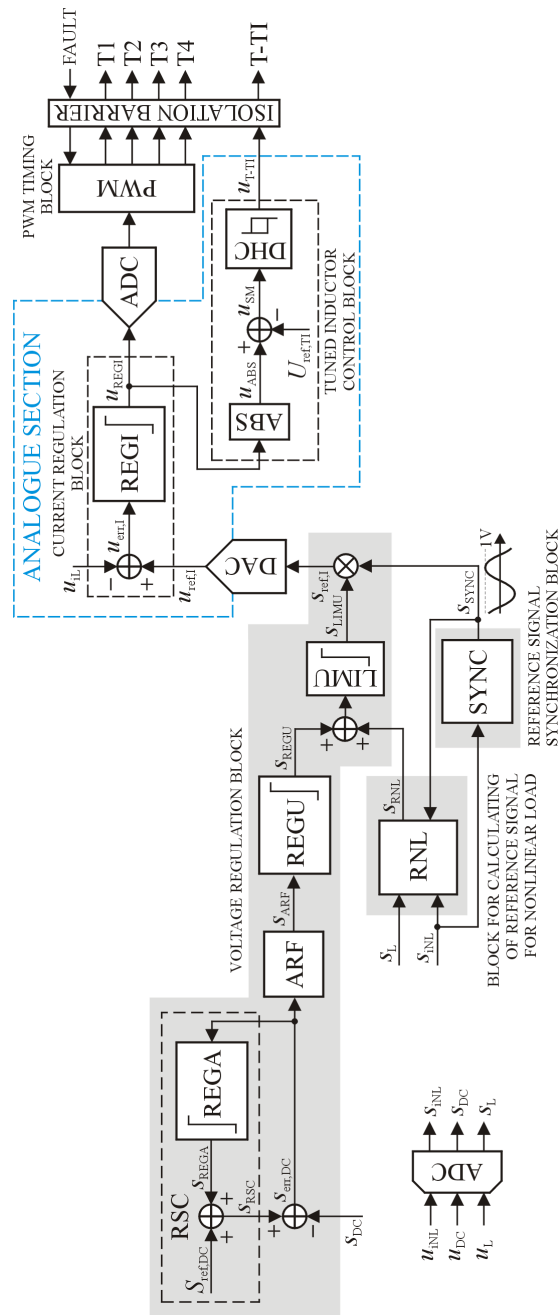 ANALOGUE SECTION
CURRENT REGULATION
BLOCK
PWM TIMING
BLOCK
FAULT
T1
T2
T3
T4
T-TI
ISOLATION BARRIER
PWM
ADC
REGI
u_REGI
u_err,I
u_iL
u_ref,I
− + 
ABS
u_ABS
+ −
U_ref,TI
u_SM
DHC
u_T-TI
TUNED INDUCTOR
CONTROL BLOCK
DAC
s_ref,I
VOLTAGE REGULATION BLOCK
RSC
REGA
s_REGA
S_ref,DC
+ +
s_RSC
+ −
s_err,DC
s_DC
ARF
s_ARF
REGU
s_REGU
+ +
LIMU
s_LIMU
s_RNL
RNL
s_L
s_iNL
BLOCK FOR CALCULATING
OF REFERENCE SIGNAL
FOR NONLINEAR LOAD
SYNC
s_SYNC
1V
REFERENCE SIGNAL
SYNCHRONIZATION BLOCK
ADC
u_iNL
u_DC
u_L
s_iNL
s_DC
s_L